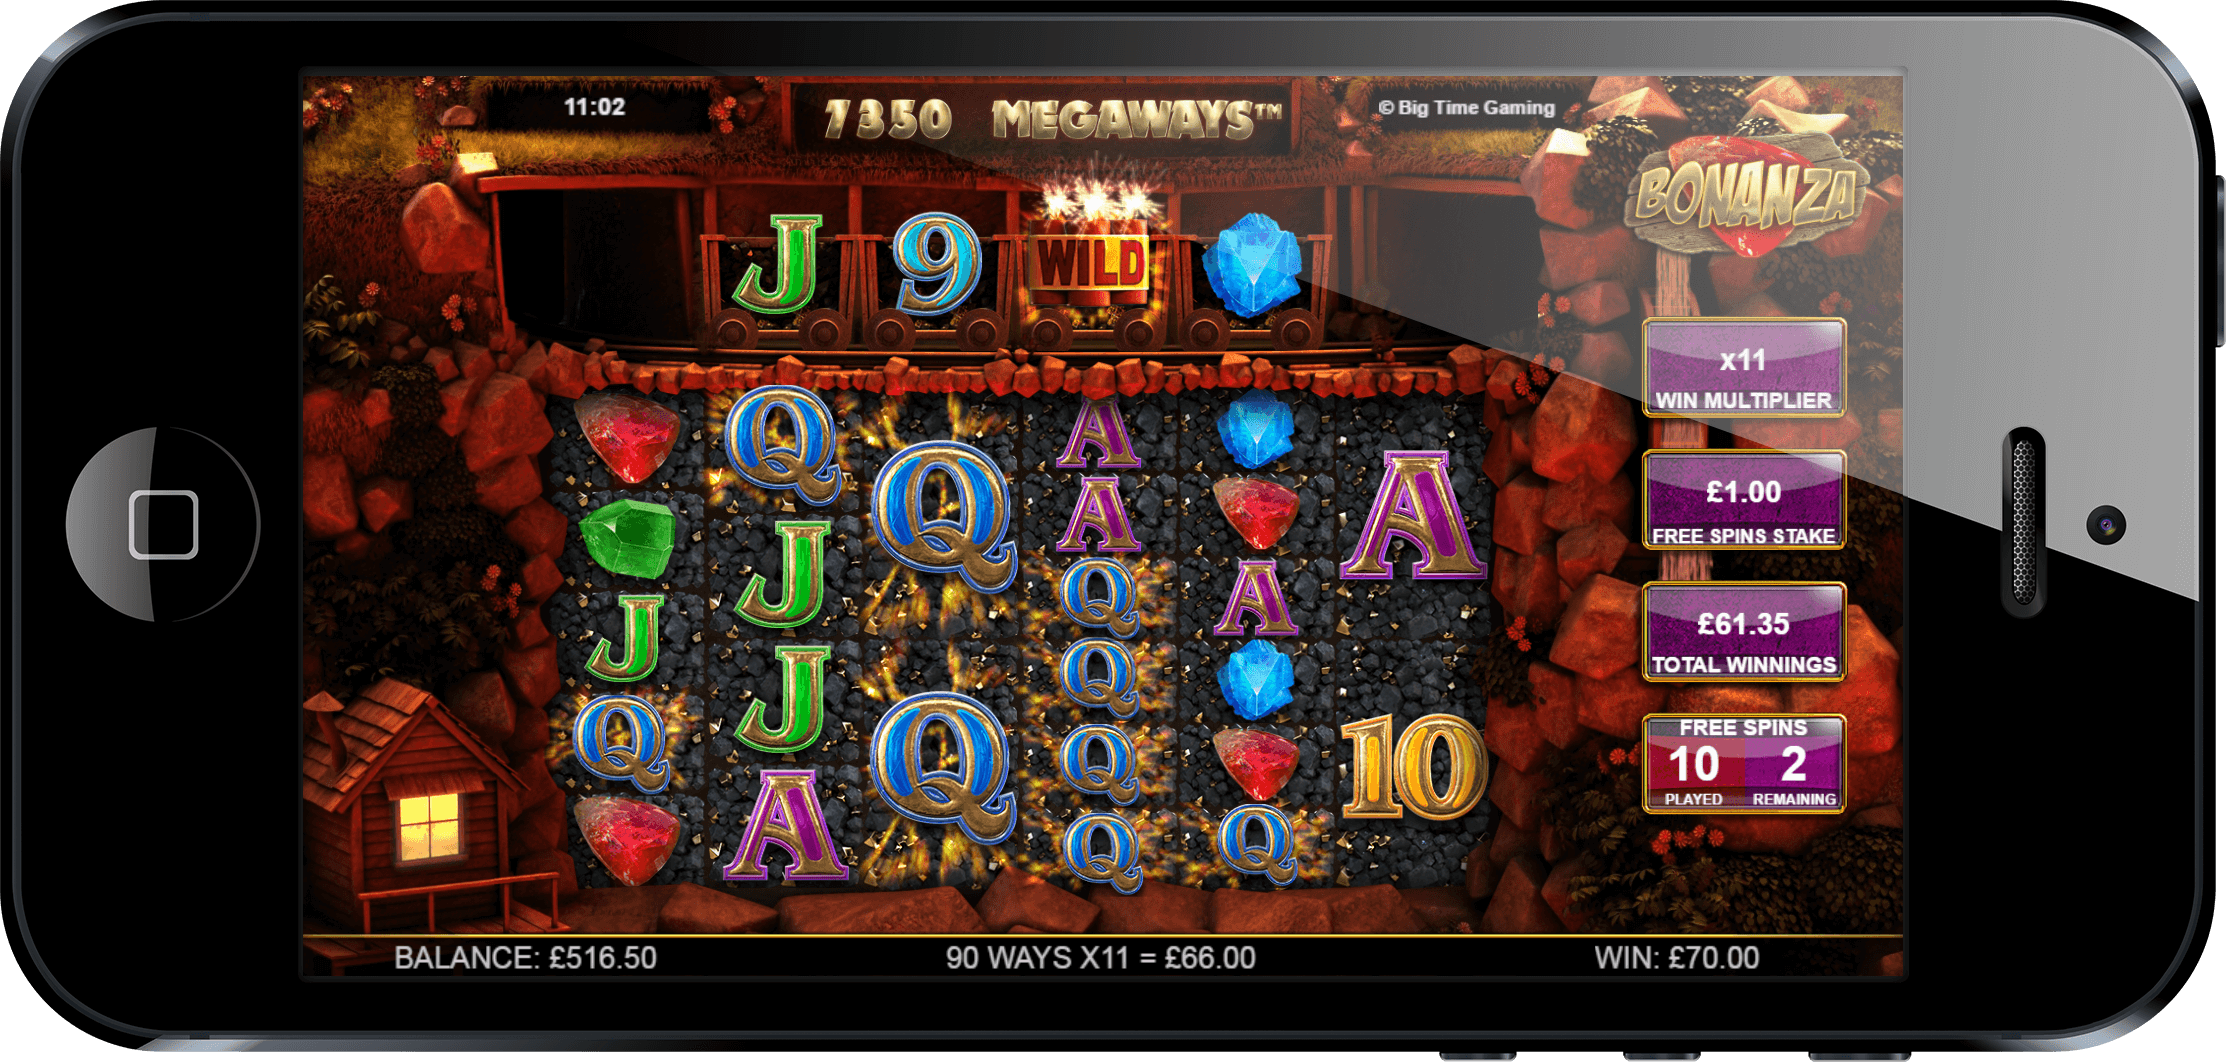 11:02
7350 MEGAWAYS™
© Big Time Gaming
BONANZA
J 9 WILD
x11
WIN MULTIPLIER
£1.00
FREE SPINS STAKE
£61.35
TOTAL WINNINGS
FREE SPINS
10 2
PLAYED REMAINING
Q A
Q A A
J J Q A
J Q
Q Q Q
A Q Q 10
BALANCE: £516.50
90 WAYS X11 = £66.00
WIN: £70.00